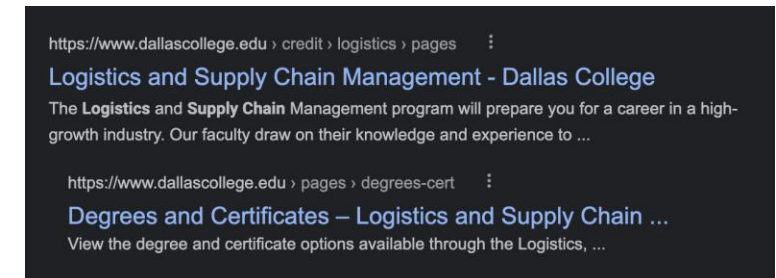 https://www.dallascollege.edu › credit › logistics › pages
Logistics and Supply Chain Management - Dallas College
The Logistics and Supply Chain Management program will prepare you for a career in a high-
growth industry. Our faculty draw on their knowledge and experience to ...
https://www.dallascollege.edu › pages › degrees-cert
Degrees and Certificates – Logistics and Supply Chain ...
View the degree and certificate options available through the Logistics, ...